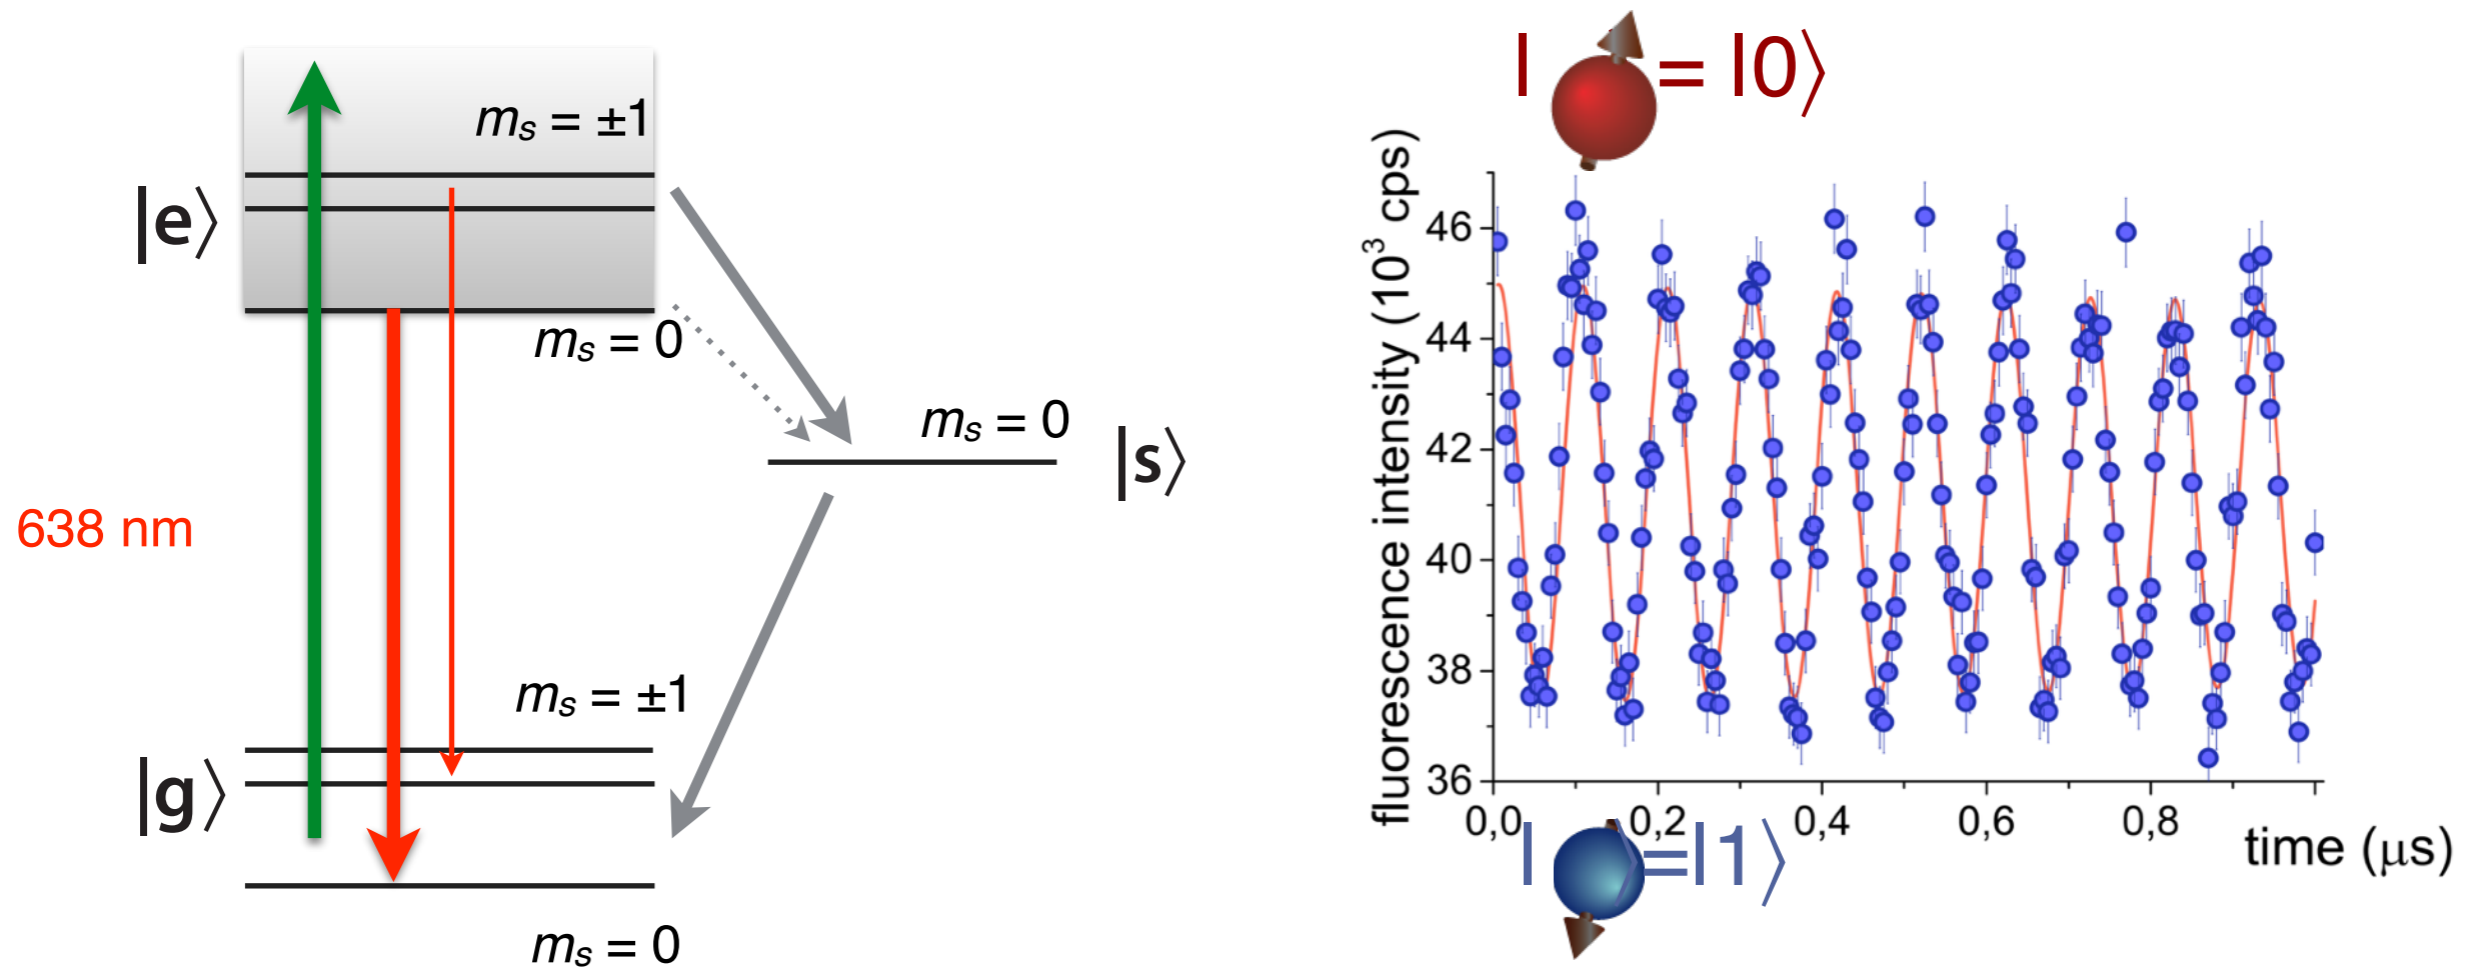 mₛ = ±1
|e⟩
mₛ = 0
mₛ = 0
|s⟩
638 nm
mₛ = ±1
|g⟩
mₛ = 0
| = |0⟩
fluorescence intensity (10³ cps)
46
44
42
40
38
36
0,0
0,2
0,4
0,6
0,8
time (μs)
| ⟩=|1⟩